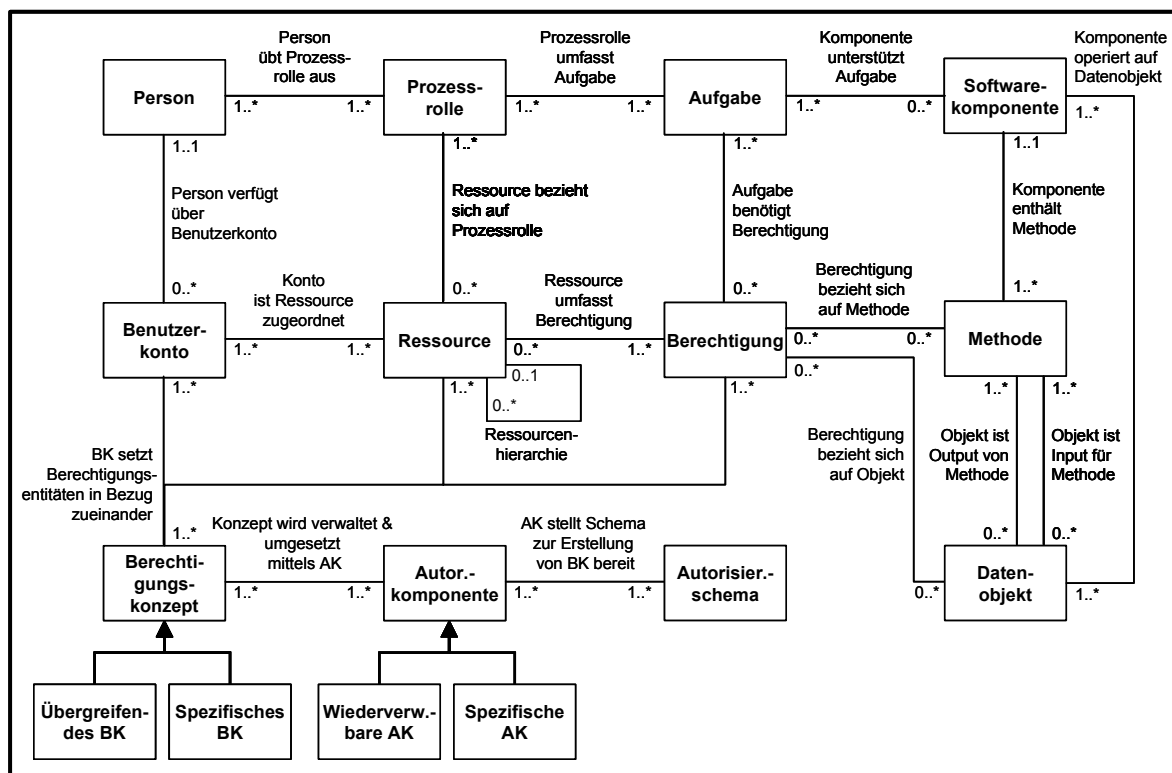 Person
übt Prozess-
rolle aus
Prozessrolle
umfasst
Aufgabe
Komponente
unterstützt
Aufgabe
Komponente
operiert auf
Datenobjekt
Person
1..*
1..*
Prozess-
rolle
1..*
1..*
Aufgabe
1..*
0..*
Software-
komponente
1..*
1..1
1..*
1..*
1..1
Person verfügt
über
Benutzerkonto
Ressource bezieht
sich auf
Prozessrolle
Aufgabe
benötigt
Berechtigung
Komponente
enthält
Methode
0..*
0..*
0..*
1..*
Konto
ist Ressource
zugeordnet
Ressource
umfasst
Berechtigung
Berechtigung
bezieht sich
auf Methode
Benutzer-
konto
1..*
1..*
Ressource
0..*
1..*
Berechtigung
0..*
0..*
Methode
0..*
1..*
1..*
0..1
0..*
1..*
1..*
1..*
Ressourcen-
hierarchie
Berechtigung
bezieht sich
auf Objekt
Objekt ist
Output von
Methode
Objekt ist
Input für
Methode
BK setzt
Berechtigungs-
entitäten in Bezug
zueinander
1..*
0..*
0..*
Konzept wird verwaltet &
umgesetzt
mittels AK
AK stellt Schema
zur Erstellung
von BK bereit
Berechti-
gungs-
konzept
1..*
1..*
Autor.-
komponente
1..*
1..*
Autorisier.-
schema
0..*
Daten-
objekt
1..*
Übergreifen-
des BK
Spezifisches
BK
Wiederverw.-
bare AK
Spezifische
AK